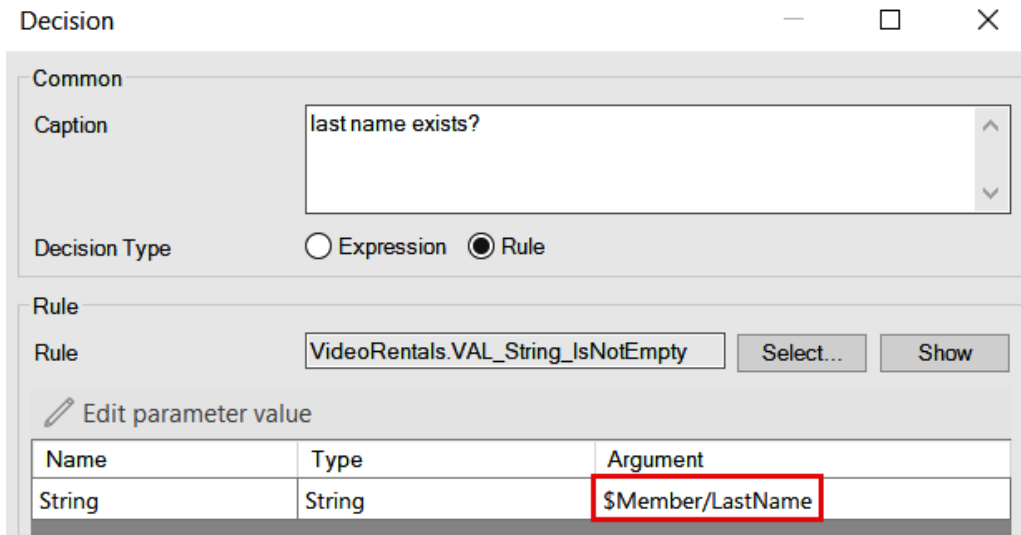 Decision
Common
Caption
last name exists?
Decision Type Expression Rule
Rule
Rule VideoRentals.VAL_String_IsNotEmpty Select... Show
Edit parameter value
Name Type Argument
String String $Member/LastName